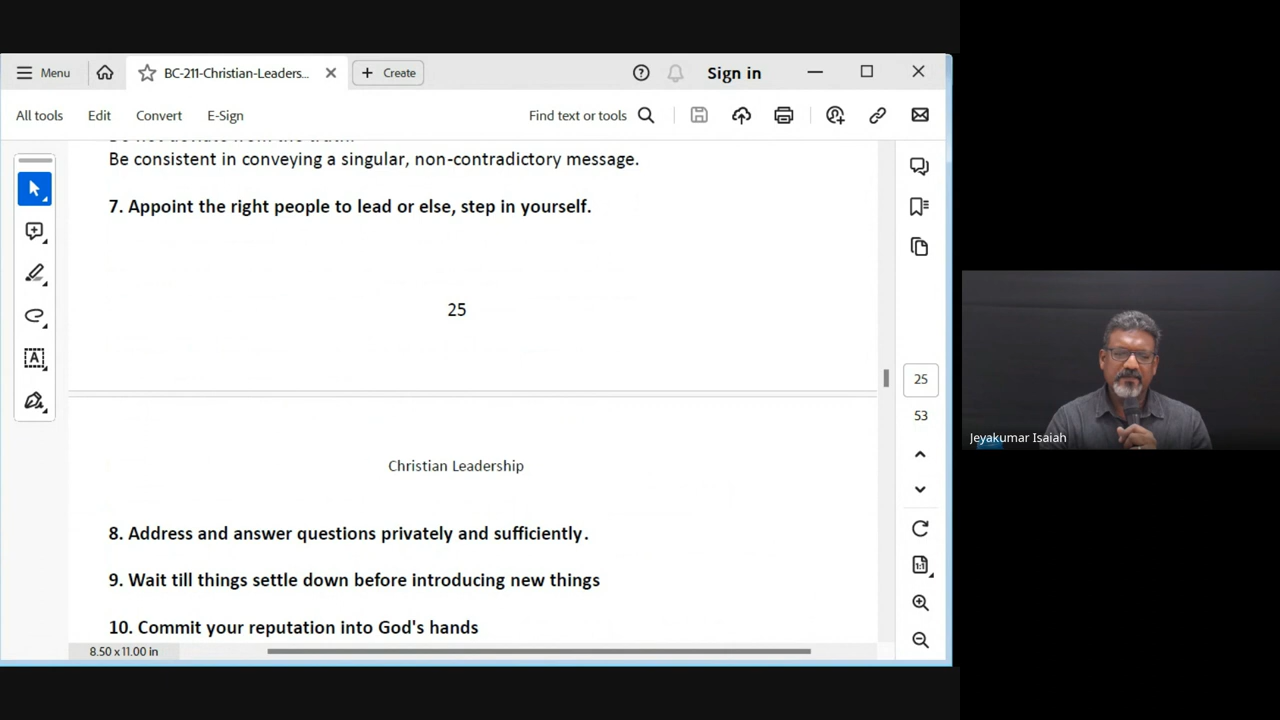 Menu
BC-211-Christian-Leaders...
Create
Sign in
All tools
Edit
Convert
E-Sign
Find text or tools
Be consistent in conveying a singular, non-contradictory message.
7. Appoint the right people to lead or else, step in yourself.
25
Christian Leadership
8. Address and answer questions privately and sufficiently.
9. Wait till things settle down before introducing new things
10. Commit your reputation into God's hands
8.50 x 11.00 in
25
53
1:1
Jeyakumar Isaiah